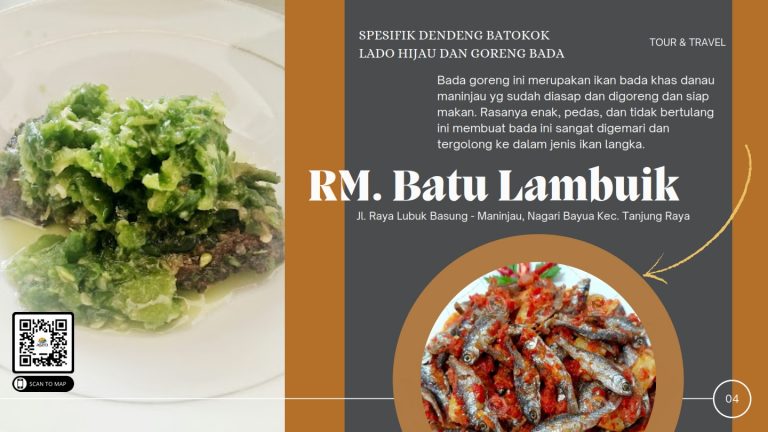 SPESIFIK DENDENG BATOKOK
LADO HIJAU DAN GORENG BADA
TOUR & TRAVEL
Bada goreng ini merupakan ikan bada khas danau
maninjau yg sudah diasap dan digoreng dan siap
makan. Rasanya enak, pedas, dan tidak bertulang
ini membuat bada ini sangat digemari dan
tergolong ke dalam jenis ikan langka.
RM. Batu Lambuik
Jl. Raya Lubuk Basung - Maninjau, Nagari Bayua Kec. Tanjung Raya
SCAN TO MAP
04